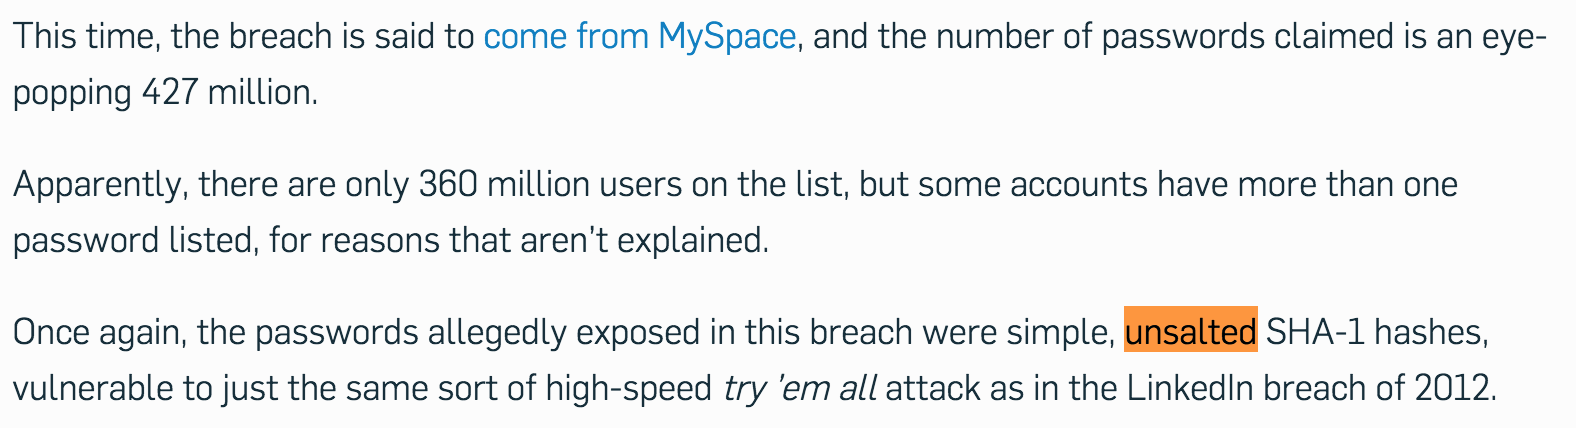 This time, the breach is said to come from MySpace, and the number of passwords claimed is an eye-
popping 427 million.
Apparently, there are only 360 million users on the list, but some accounts have more than one
password listed, for reasons that aren’t explained.
Once again, the passwords allegedly exposed in this breach were simple, unsalted SHA-1 hashes,
vulnerable to just the same sort of high-speed try ’em all attack as in the LinkedIn breach of 2012.